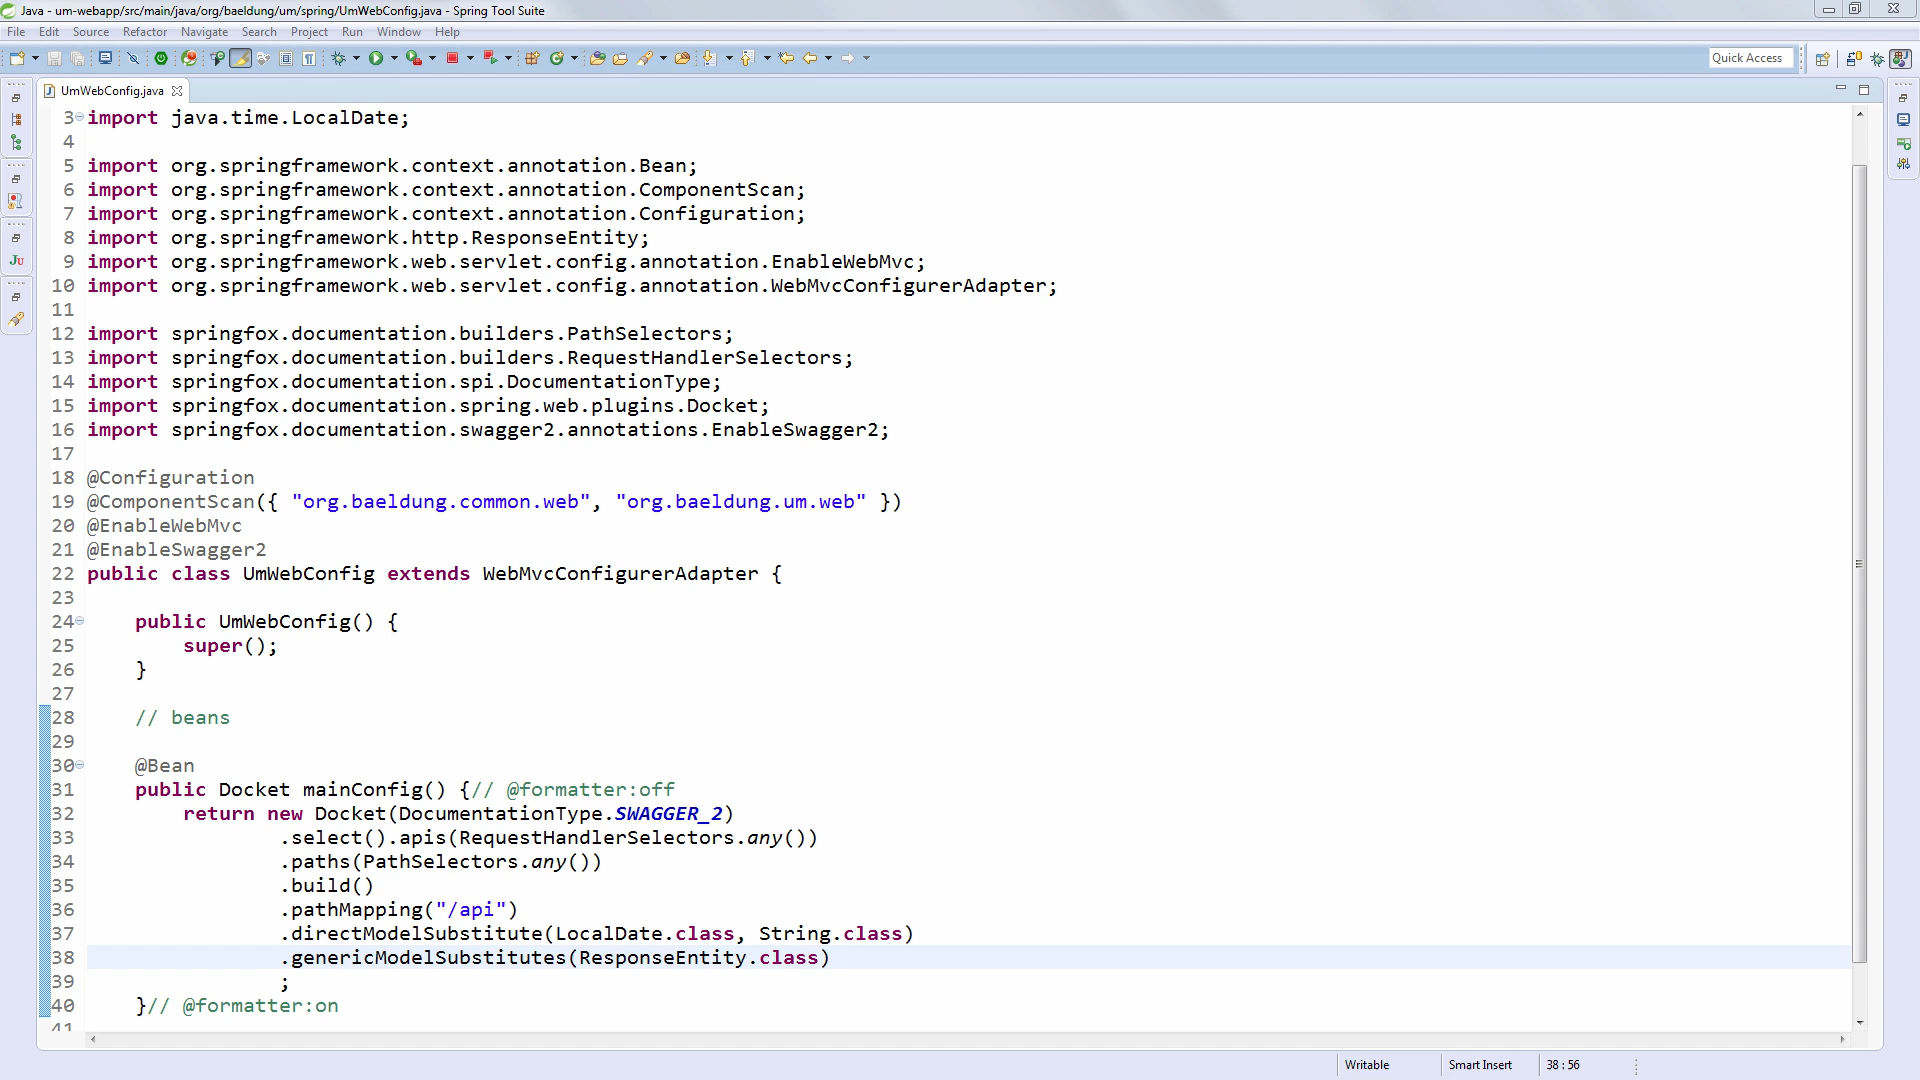 Java - um-webapp/src/main/java/org/baeldung/um/spring/UmWebConfig.java - Spring Tool Suite
File Edit Source Refactor Navigate Search Project Run Window Help
Quick Access
UmWebConfig.java
3 import java.time.LocalDate;
4
5 import org.springframework.context.annotation.Bean;
6 import org.springframework.context.annotation.ComponentScan;
7 import org.springframework.context.annotation.Configuration;
8 import org.springframework.http.ResponseEntity;
9 import org.springframework.web.servlet.config.annotation.EnableWebMvc;
10 import org.springframework.web.servlet.config.annotation.WebMvcConfigurerAdapter;
11
12 import springfox.documentation.builders.PathSelectors;
13 import springfox.documentation.builders.RequestHandlerSelectors;
14 import springfox.documentation.spi.DocumentationType;
15 import springfox.documentation.spring.web.plugins.Docket;
16 import springfox.documentation.swagger2.annotations.EnableSwagger2;
17
18 @Configuration
19 @ComponentScan({ "org.baeldung.common.web", "org.baeldung.um.web" })
20 @EnableWebMvc
21 @EnableSwagger2
22 public class UmWebConfig extends WebMvcConfigurerAdapter {
23
24     public UmWebConfig() {
25         super();
26     }
27
28     // beans
29
30     @Bean
31     public Docket mainConfig() {// @formatter:off
32         return new Docket(DocumentationType.SWAGGER_2)
33                 .select().apis(RequestHandlerSelectors.any())
34                 .paths(PathSelectors.any())
35                 .build()
36                 .pathMapping("/api")
37                 .directModelSubstitute(LocalDate.class, String.class)
38                 .genericModelSubstitutes(ResponseEntity.class)
39                 ;
40     }// @formatter:on
41
Ju
Writable Smart Insert 38 : 56